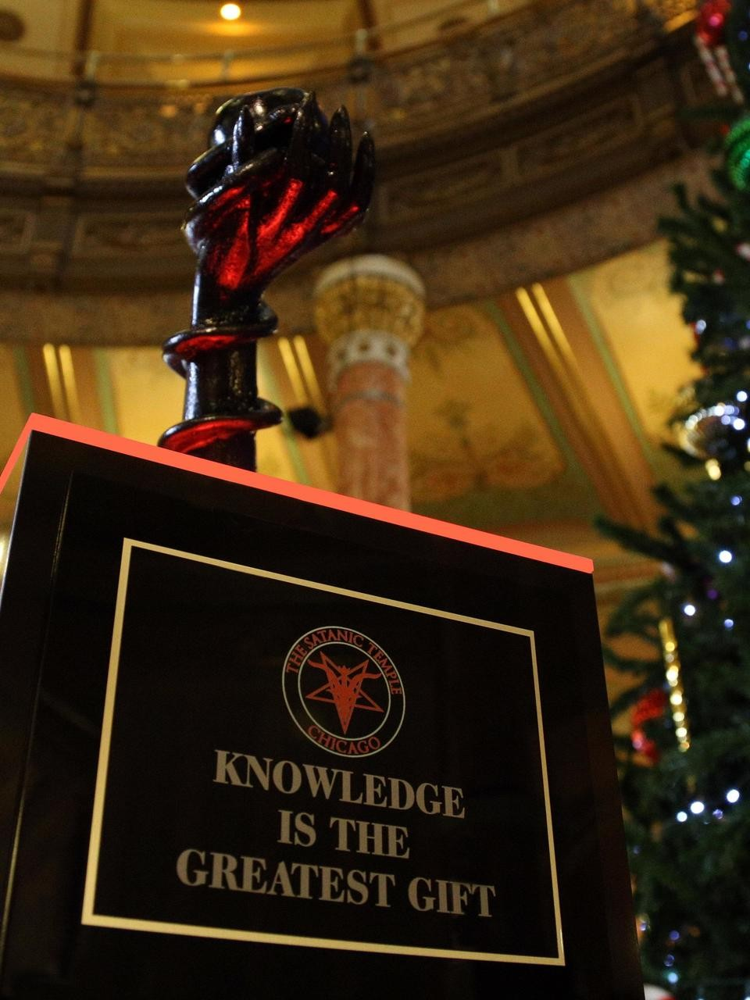 THE SATANIC TEMPLE
CHICAGO
KNOWLEDGE
IS THE
GREATEST GIFT